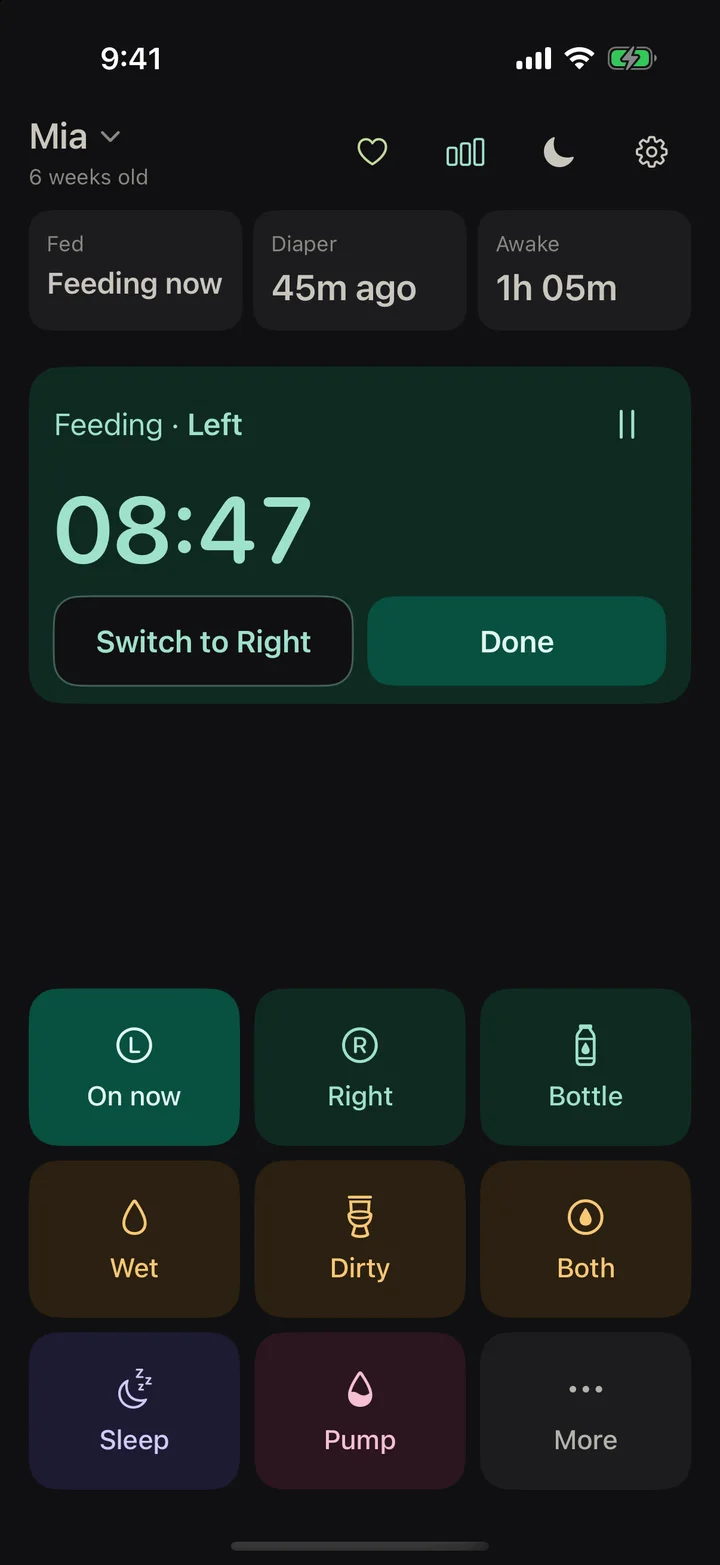 9:41
Mia
6 weeks old
Fed
Feeding now
Diaper
45m ago
Awake
1h 05m
Feeding · Left
08:47
Switch to Right
Done
L
On now
R
Right
Bottle
Wet
Dirty
Both
z z z
Sleep
Pump
More